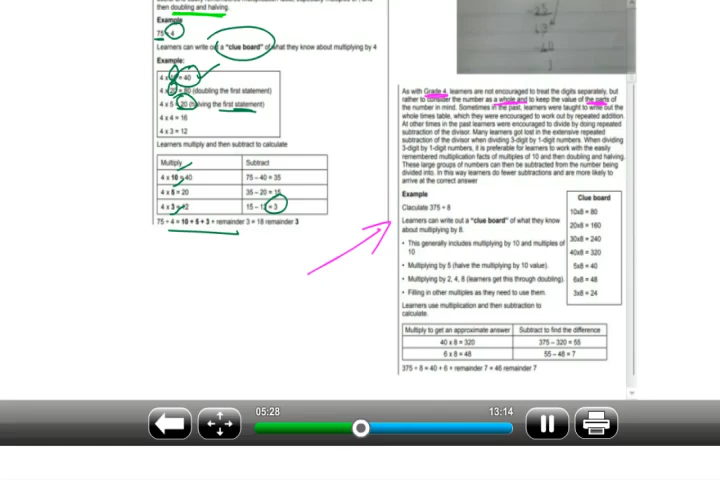 then doubling and halving.
Example
75 ÷ 4
Learners can write out a "clue board" of what they know about multiplying by 4
Example:
4 x 10 = 40
4 x 20 = 80 (doubling the first statement)
4 x 5 = 20 (halving the first statement)
4 x 4 = 16
4 x 3 = 12
Learners multiply and then subtract to calculate
Multiply Subtract
4 x 10 = 40 75 – 40 = 35
4 x 5 = 20 35 – 20 = 15
4 x 3 = 12 15 – 12 = 3
75 ÷ 4 = 10 + 5 + 3 + remainder 3 = 18 remainder 3
As with Grade 4, learners are not encouraged to treat the digits separately, but
rather to consider the number as a whole and to keep the value of the parts of
the number in mind. Sometimes in the past, learners were taught to write out the
whole times table, which they were encouraged to work out by repeated addition.
At other times in the past learners were encouraged to divide by doing repeated
subtraction of the divisor. Many learners got lost in the extensive repeated
subtraction of the divisor when dividing 3-digit by 1-digit numbers. When dividing
3-digit by 1-digit numbers, it is preferable for learners to work with the easily
remembered multiplication facts of multiples of 10 and then doubling and halving.
These large groups of numbers can then be subtracted from the number being
divided into. In this way learners do fewer subtractions and are more likely to
arrive at the correct answer
Example
Claculate 375 ÷ 8
Learners can write out a "clue board" of what they know
about multiplying by 8.
• This generally includes multiplying by 10 and multiples of
10
• Multiplying by 5 (halve the multiplying by 10 value).
• Multiplying by 2, 4, 8 (learners get this through doubling)
• Filling in other multiples as they need to use them.
Learners use multiplication and then subtraction to
calculate.
Clue board
10x8 = 80
20x8 = 160
30x8 = 240
40x8 = 320
5x8 = 40
6x8 = 48
3x8 = 24
Multiply to get an approximate answer Subtract to find the difference
40 x 8 = 320 375 – 320 = 55
6 x 8 = 48 55 – 48 = 7
375 ÷ 8 = 40 + 6 + remainder 7 = 46 remainder 7
05:28 13:14